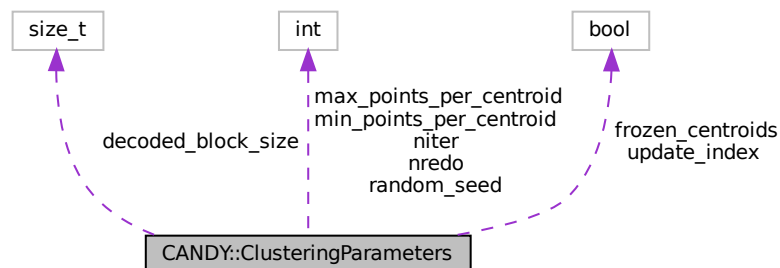 size_t
int
bool
decoded_block_size
max_points_per_centroid
min_points_per_centroid
niter
nredo
random_seed
frozen_centroids
update_index
CANDY::ClusteringParameters